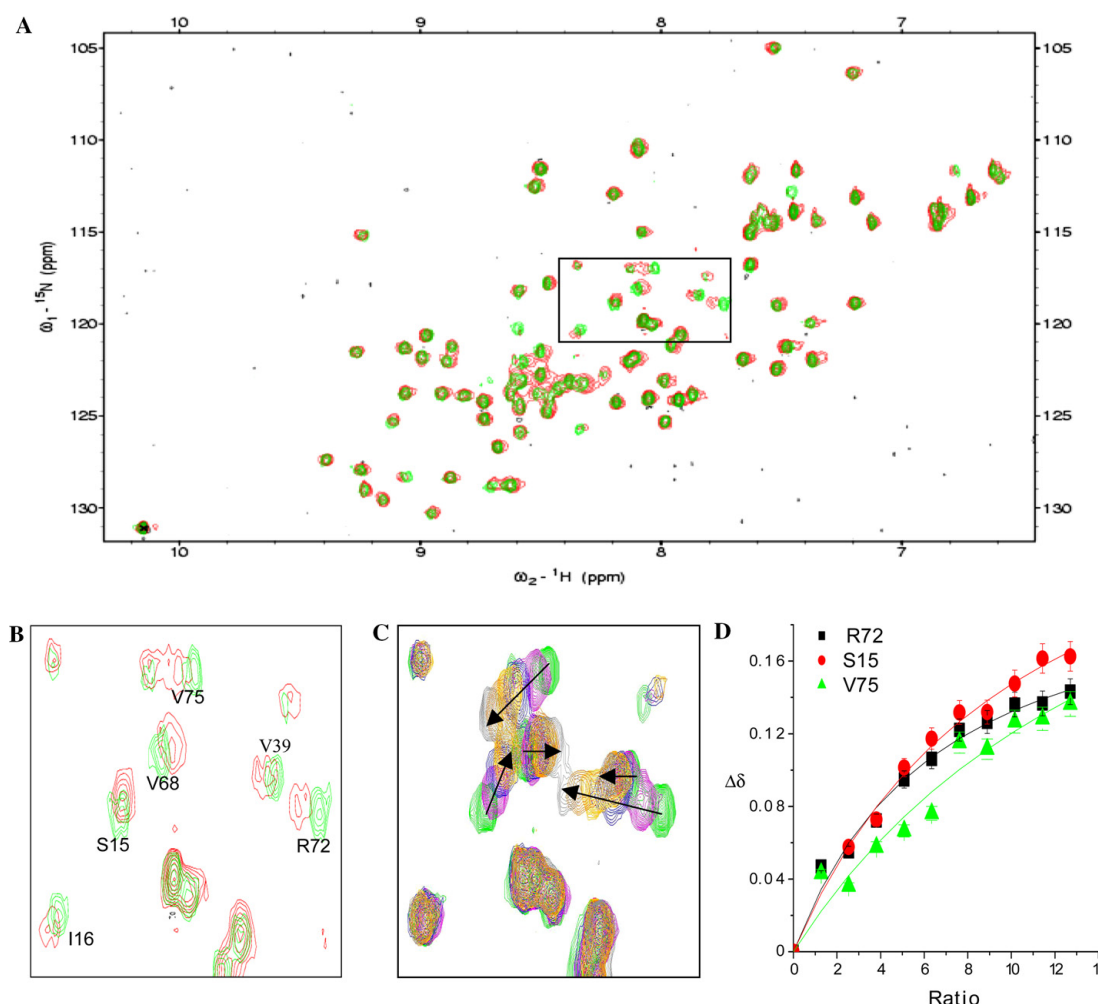 A
10 9 8 7
105 105
110 110
115 115
120 120
125 125
130 130
ω1 - 15N (ppm)
10 9 8 7
ω2 - 1H (ppm)
B
V75
V39
V68
S15
R72
I16
C
D
R72
S15
V75
0.16
0.12
Δδ
0.08
0.04
0
0 2 4 6 8 10 12 14
Ratio